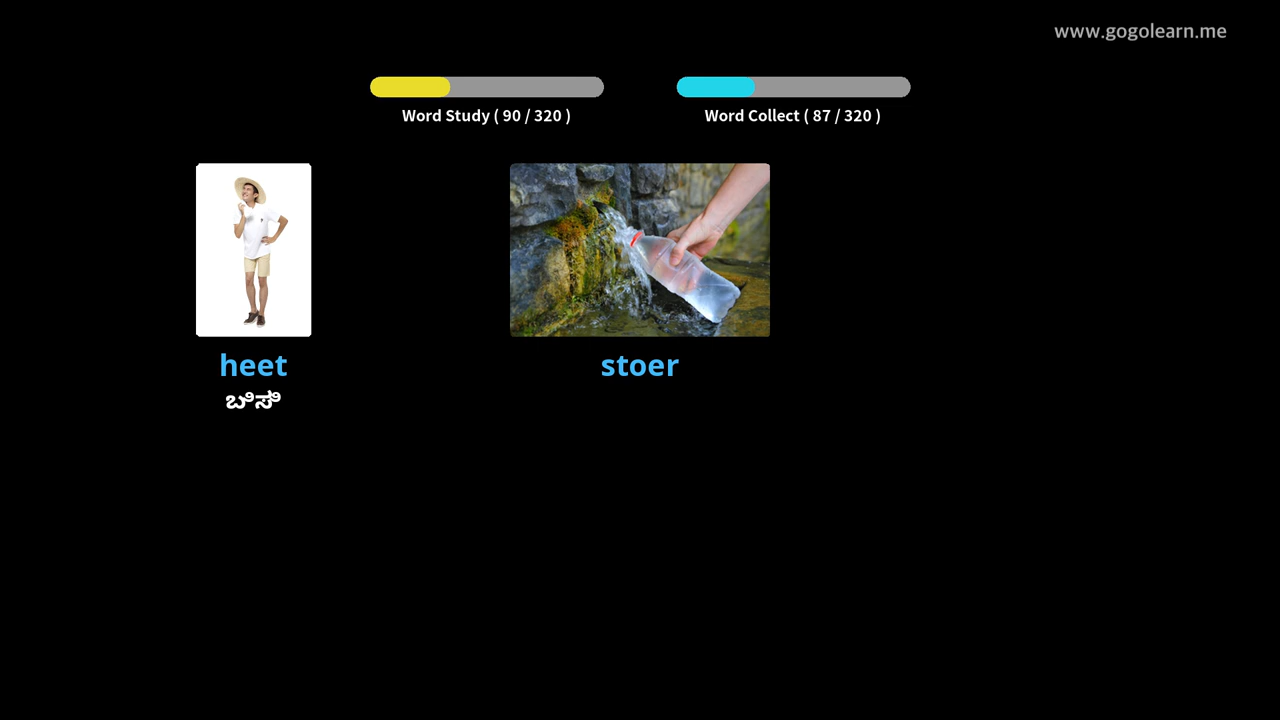 www.gogolearn.me
Word Study ( 90 / 320 )
Word Collect ( 87 / 320 )
heet
stoer
ಬಿಸಿ